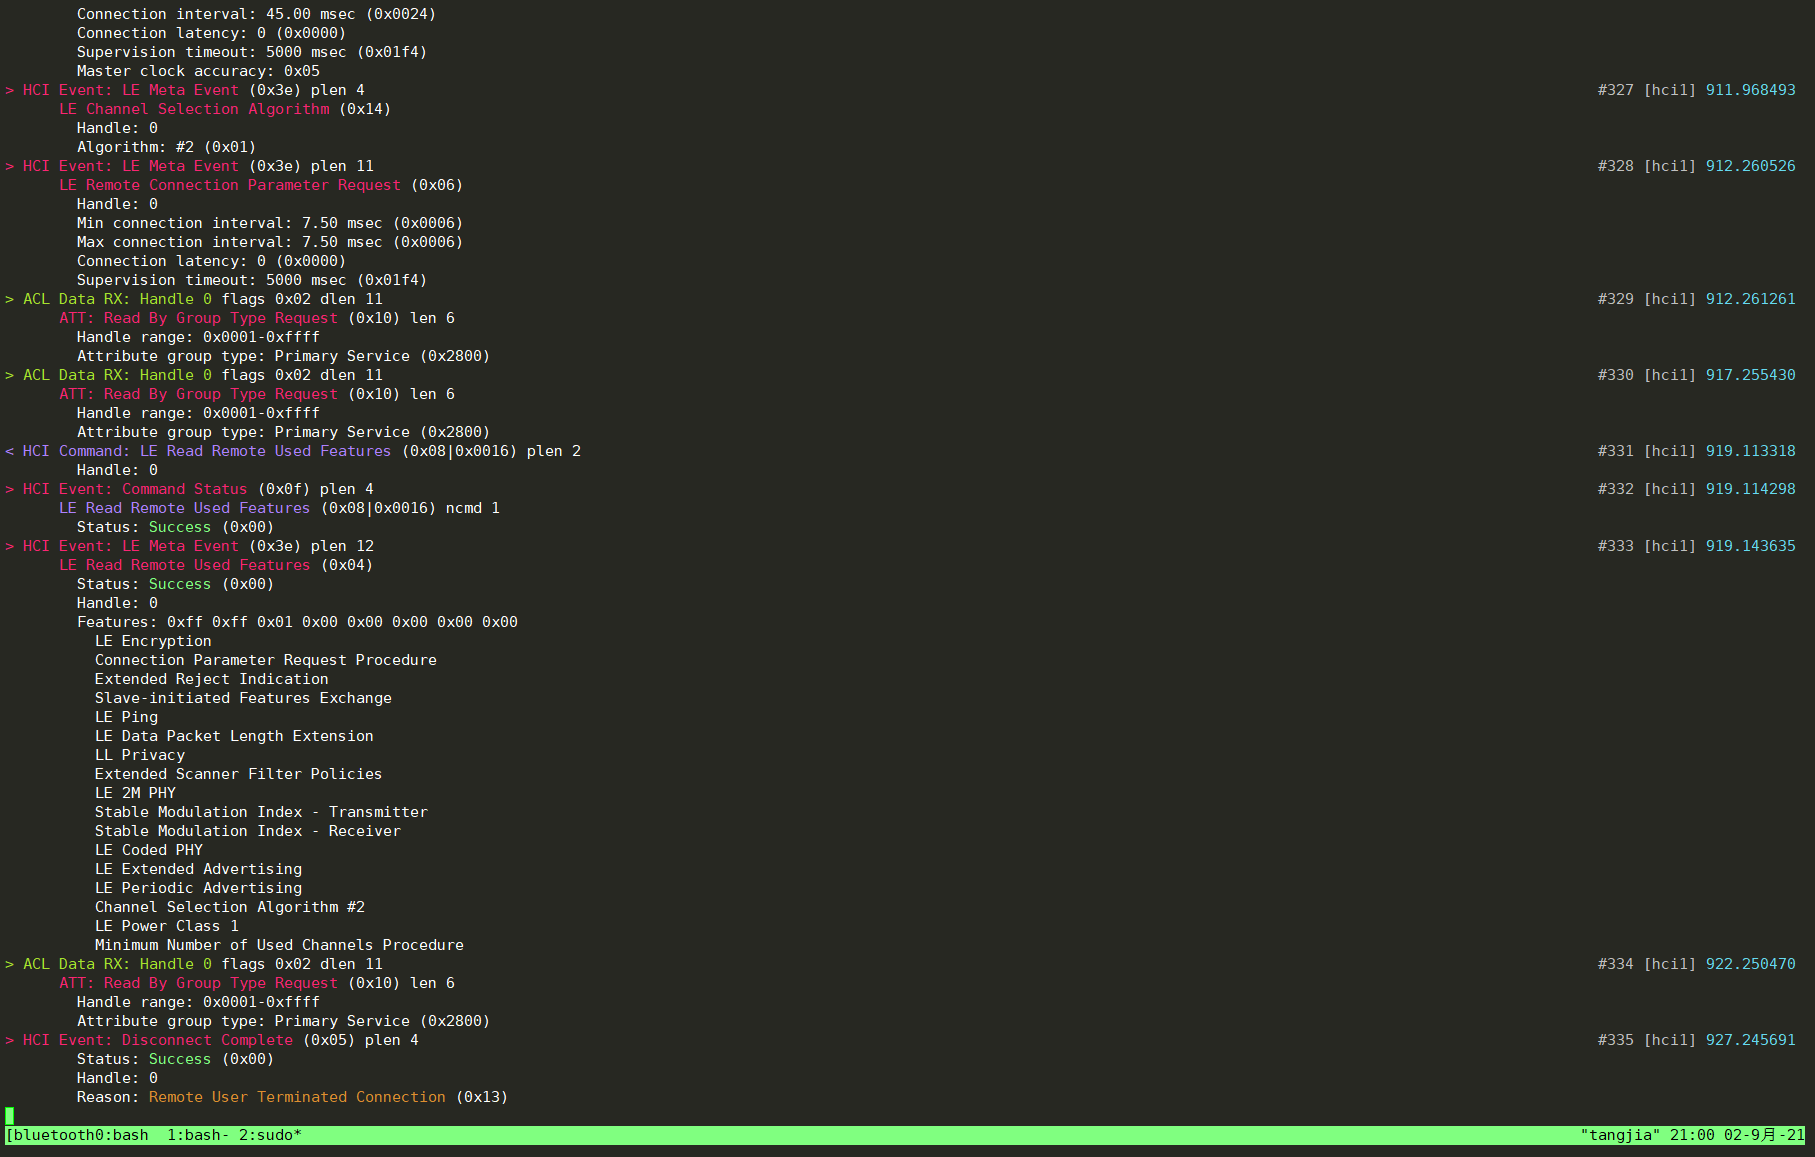 Connection interval: 45.00 msec (0x0024)
Connection latency: 0 (0x0000)
Supervision timeout: 5000 msec (0x01f4)
Master clock accuracy: 0x05
> HCI Event: LE Meta Event (0x3e) plen 4 #327 [hci1] 911.968493
LE Channel Selection Algorithm (0x14)
Handle: 0
Algorithm: #2 (0x01)
> HCI Event: LE Meta Event (0x3e) plen 11 #328 [hci1] 912.260526
LE Remote Connection Parameter Request (0x06)
Handle: 0
Min connection interval: 7.50 msec (0x0006)
Max connection interval: 7.50 msec (0x0006)
Connection latency: 0 (0x0000)
Supervision timeout: 5000 msec (0x01f4)
> ACL Data RX: Handle 0 flags 0x02 dlen 11 #329 [hci1] 912.261261
ATT: Read By Group Type Request (0x10) len 6
Handle range: 0x0001-0xffff
Attribute group type: Primary Service (0x2800)
> ACL Data RX: Handle 0 flags 0x02 dlen 11 #330 [hci1] 917.255430
ATT: Read By Group Type Request (0x10) len 6
Handle range: 0x0001-0xffff
Attribute group type: Primary Service (0x2800)
< HCI Command: LE Read Remote Used Features (0x08|0x0016) plen 2 #331 [hci1] 919.113318
Handle: 0
> HCI Event: Command Status (0x0f) plen 4 #332 [hci1] 919.114298
LE Read Remote Used Features (0x08|0x0016) ncmd 1
Status: Success (0x00)
> HCI Event: LE Meta Event (0x3e) plen 12 #333 [hci1] 919.143635
LE Read Remote Used Features (0x04)
Status: Success (0x00)
Handle: 0
Features: 0xff 0xff 0x01 0x00 0x00 0x00 0x00 0x00
LE Encryption
Connection Parameter Request Procedure
Extended Reject Indication
Slave-initiated Features Exchange
LE Ping
LE Data Packet Length Extension
LL Privacy
Extended Scanner Filter Policies
LE 2M PHY
Stable Modulation Index - Transmitter
Stable Modulation Index - Receiver
LE Coded PHY
LE Extended Advertising
LE Periodic Advertising
Channel Selection Algorithm #2
LE Power Class 1
Minimum Number of Used Channels Procedure
> ACL Data RX: Handle 0 flags 0x02 dlen 11 #334 [hci1] 922.250470
ATT: Read By Group Type Request (0x10) len 6
Handle range: 0x0001-0xffff
Attribute group type: Primary Service (0x2800)
> HCI Event: Disconnect Complete (0x05) plen 4 #335 [hci1] 927.245691
Status: Success (0x00)
Handle: 0
Reason: Remote User Terminated Connection (0x13)
[bluetooth0:bash  1:bash- 2:sudo* "tangjia" 21:00 02-9月-21